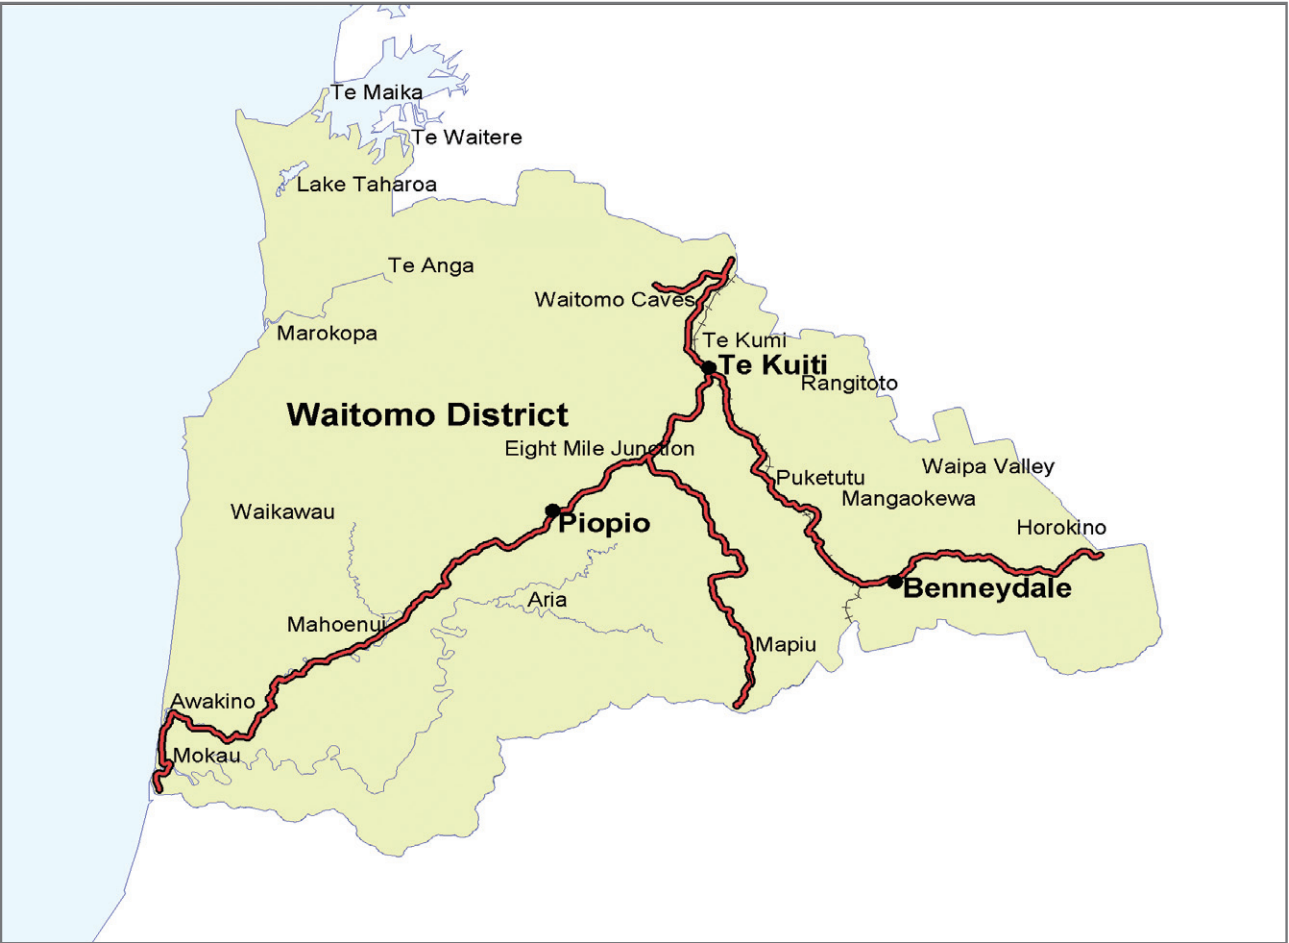 Te Maika
Te Waitere
Lake Taharoa
Te Anga
Waitomo Caves
Marokopa
Te Kumi
Te Kuiti
Rangitoto
Waitomo District
Eight Mile Junction
Waipa Valley
Puketutu
Mangaokewa
Waikawau
Piopio
Horokino
Benneydale
Aria
Mahoenui
Mapiu
Awakino
Mokau